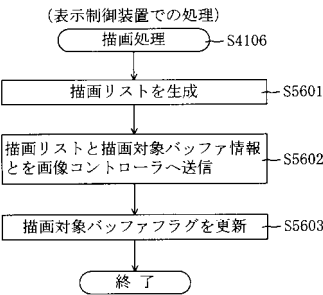 (表示制御装置での処理)
描画処理
S4106
描画リストを生成
S5601
描画リストと描画対象バッファ情報
とを画像コントローラへ送信
S5602
描画対象バッファフラグを更新
S5603
終了